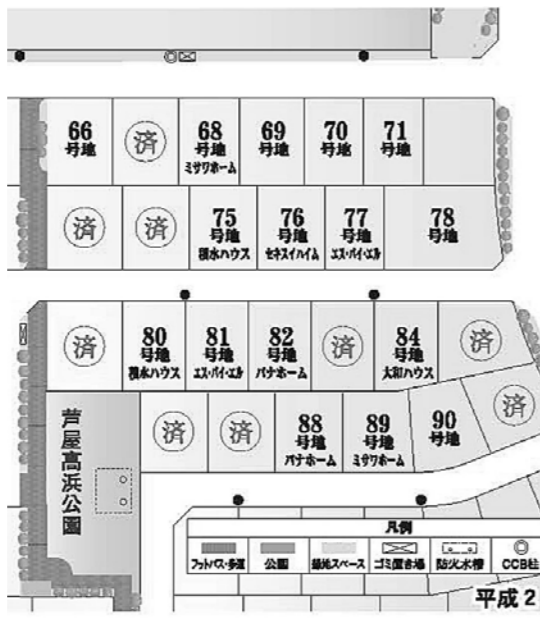 66
号地
済
68
号地
ミサワホーム
69
号地
70
号地
71
号地
済
済
75
号地
積水ハウス
76
号地
セキスイハイム
77
号地
エス・バイ・エル
78
号地
済
80
号地
積水ハウス
81
号地
エス・バイ・エル
82
号地
パナホーム
済
84
号地
大和ハウス
済
芦屋高浜公園
済
済
88
号地
パナホーム
89
号地
ミサワホーム
90
号地
済
凡例
フットパス・歩道
公園
緑地スペース
ゴミ置き場
防火水槽
CCB柱
平成2